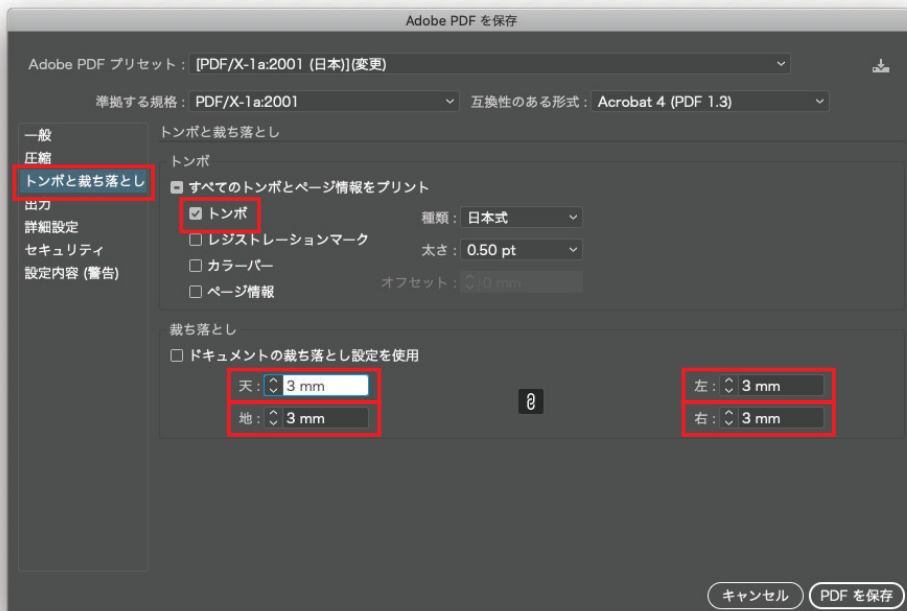 Adobe PDF を保存
Adobe PDF プリセット : [PDF/X-1a:2001 (日本)](変更)
準拠する規格 : PDF/X-1a:2001 互換性のある形式 : Acrobat 4 (PDF 1.3)
一般
圧縮
トンボと裁ち落とし
出力
詳細設定
セキュリティ
設定内容 (警告)
トンボと裁ち落とし
トンボ
すべてのトンボとページ情報をプリント
トンボ 種類 : 日本式
レジストレーションマーク 太さ : 0.50 pt
カラーバー オフセット : 0 mm
ページ情報
裁ち落とし
ドキュメントの裁ち落とし設定を使用
天 : 3 mm 左 : 3 mm
地 : 3 mm 右 : 3 mm
キャンセル PDF を保存